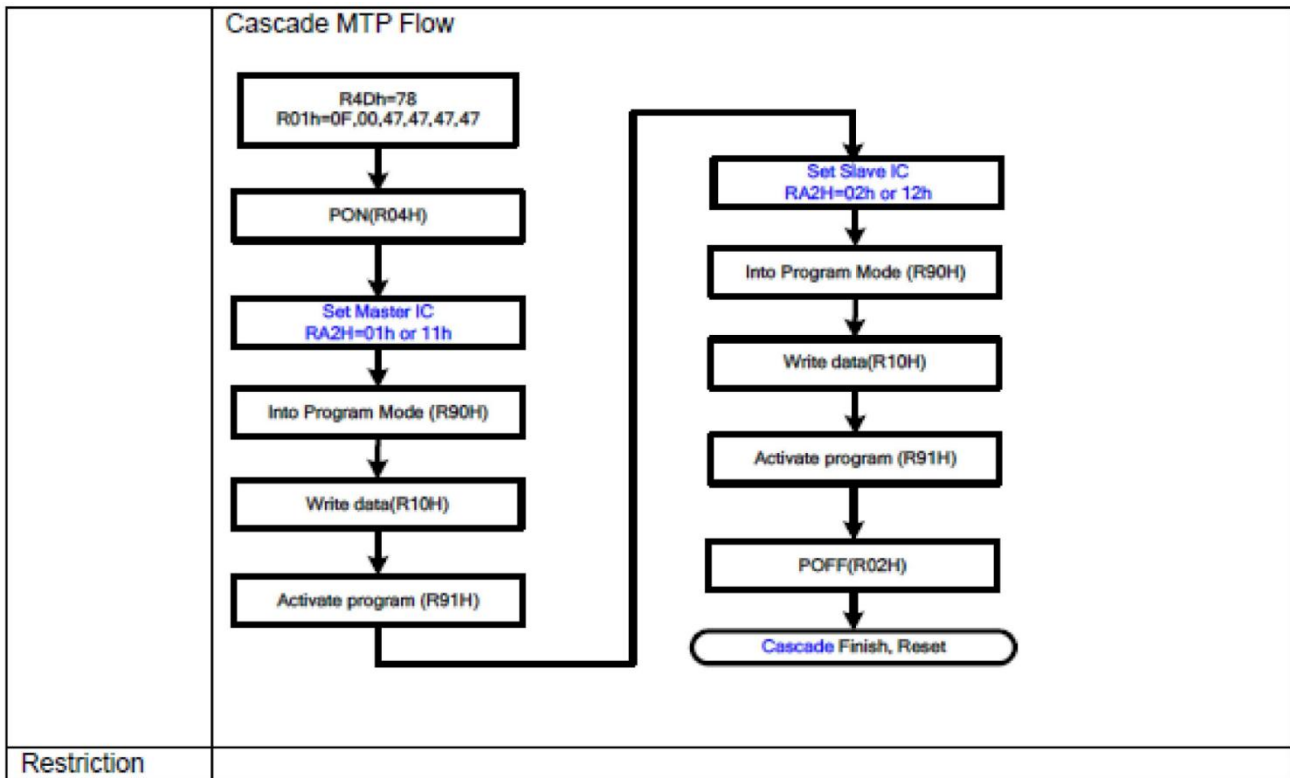 Cascade MTP Flow
R4Dh=78
R01h=0F,00,47,47,47,47
PON(R04H)
Set Master IC
RA2H=01h or 11h
Into Program Mode (R90H)
Write data(R10H)
Activate program (R91H)
Set Slave IC
RA2H=02h or 12h
Into Program Mode (R90H)
Write data(R10H)
Activate program (R91H)
POFF(R02H)
Cascade Finish, Reset
Restriction